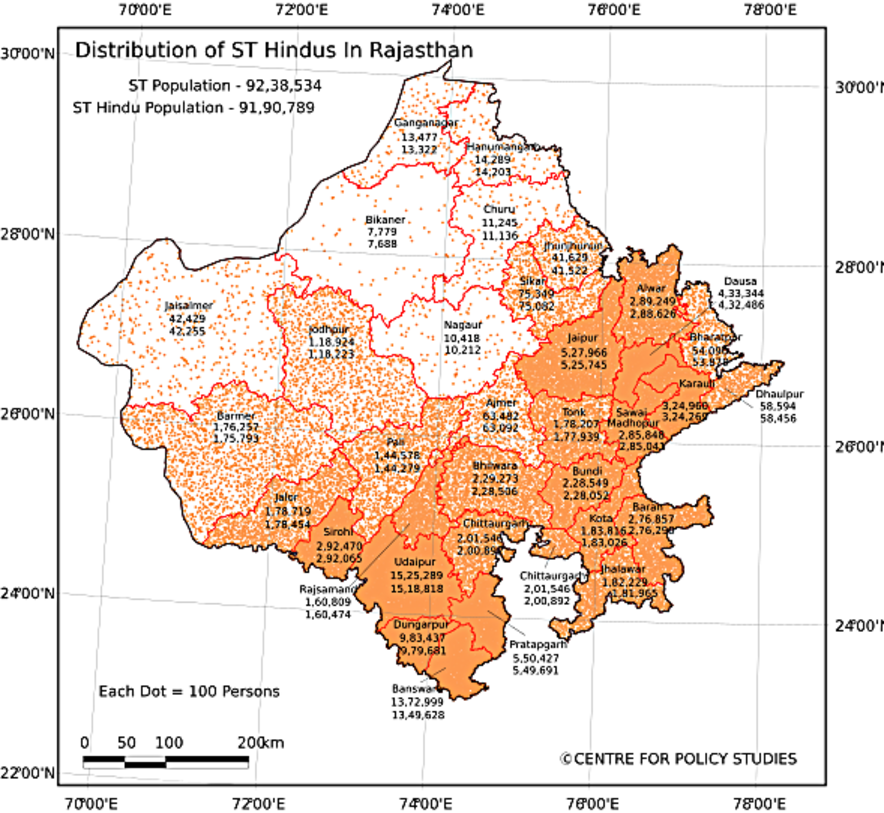 70°00'E 72°00'E 74°00'E 76°00'E 78°00'E
Distribution of ST Hindus In Rajasthan
ST Population - 92,38,534
ST Hindu Population - 91,90,789
30°00'N
30°00'N
28°00'N
28°00'N
26°00'N
26°00'N
24°00'N
24°00'N
22°00'N
Ganganagar
13,477
13,322
Hanumangarh
14,289
14,203
Bikaner
7,779
7,688
Churu
11,245
11,136
Jhunjhunun
41,629
41,522
Sikar
75,349
75,082
Alwar
2,89,249
2,88,626
Dausa
4,33,344
4,32,486
Jaisalmer
42,429
42,255
Jodhpur
1,18,924
1,18,223
Nagaur
10,418
10,212
Jaipur
5,27,966
5,25,745
Bharatpur
54,090
53,878
Karauli
3,24,960
3,24,260
Dhaulpur
58,594
58,456
Barmer
1,76,257
1,75,793
Ajmer
63,482
63,092
Tonk
1,78,207
1,77,939
Sawai
Madhopur
2,85,848
2,85,043
Pali
1,44,578
1,44,279
Bhilwara
2,29,273
2,28,506
Bundi
2,28,549
2,28,052
Jalor
1,78,719
1,78,454
Baran
2,76,857
2,76,290
Kota
1,83,816
1,83,026
Sirohi
2,92,470
2,92,065
Chittaurgarh
2,01,546
2,00,892
Udaipur
15,25,289
15,18,818
Jhalawar
1,82,229
1,81,965
Chittaurgarh
2,01,546
2,00,892
Rajsamand
1,60,809
1,60,474
Dungarpur
9,83,437
9,79,681
Pratapgarh
5,50,427
5,49,691
Banswara
13,72,999
13,49,628
Each Dot = 100 Persons
0 50 100 200km
©CENTRE FOR POLICY STUDIES
70°00'E 72°00'E 74°00'E 76°00'E 78°00'E